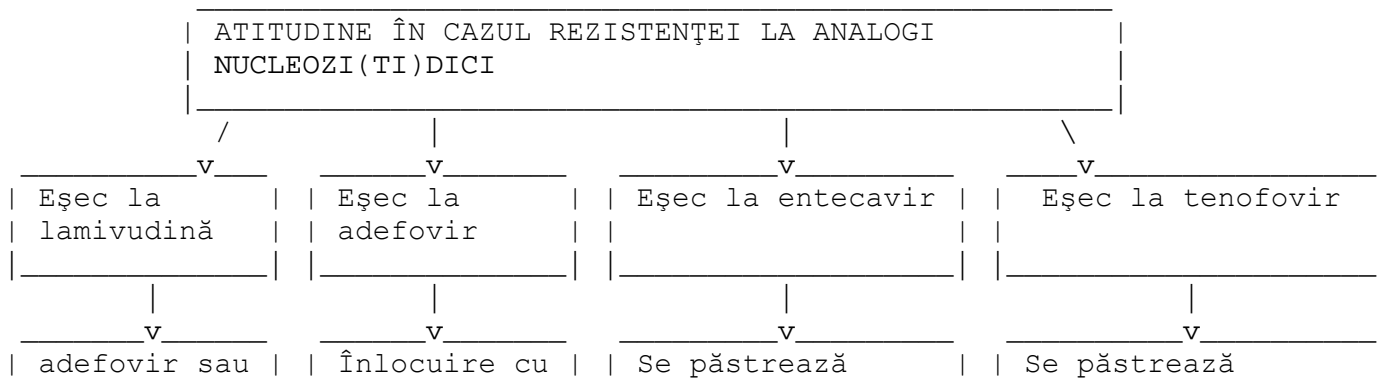 ATITUDINE ÎN CAZUL REZISTENŢEI LA ANALOGI
NUCLEOZI(TI)DICI
Eşec la
lamivudină
Eşec la
adefovir
Eşec la entecavir
Eşec la tenofovir
adefovir sau
Înlocuire cu
Se păstrează
Se păstrează